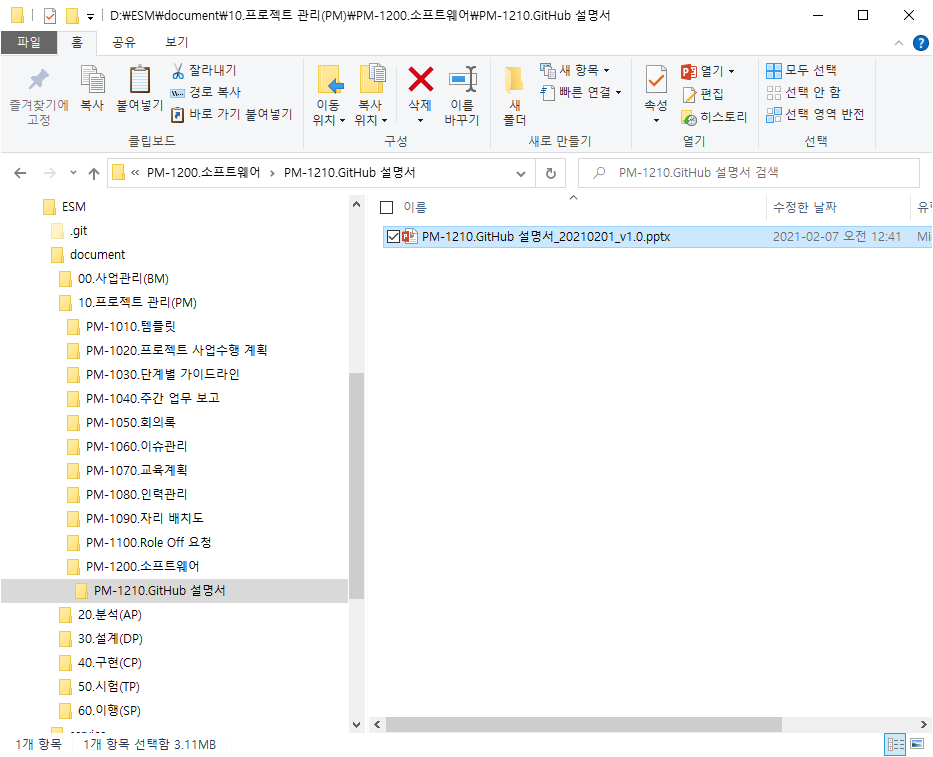 D:\ESM\document\10.프로젝트 관리(PM)\PM-1200.소프트웨어\PM-1210.GitHub 설명서
파일 홈 공유 보기
즐겨찾기에 고정
복사
붙여넣기
잘라내기
경로 복사
바로 가기 붙여넣기
클립보드
이동 위치
복사 위치
삭제
이름 바꾸기
구성
새 폴더
새 항목
빠른 연결
새로 만들기
속성
열기
편집
히스토리
열기
모두 선택
선택 안 함
선택 영역 반전
선택
« PM-1200.소프트웨어 › PM-1210.GitHub 설명서
PM-1210.GitHub 설명서 검색
ESM
.git
document
00.사업관리(BM)
10.프로젝트 관리(PM)
PM-1010.템플릿
PM-1020.프로젝트 사업수행 계획
PM-1030.단계별 가이드라인
PM-1040.주간 업무 보고
PM-1050.회의록
PM-1060.이슈관리
PM-1070.교육계획
PM-1080.인력관리
PM-1090.자리 배치도
PM-1100.Role Off 요청
PM-1200.소프트웨어
PM-1210.GitHub 설명서
20.분석(AP)
30.설계(DP)
40.구현(CP)
50.시험(TP)
60.이행(SP)
이름 수정한 날짜
PM-1210.GitHub 설명서_20210201_v1.0.pptx 2021-02-07 오전 12:41
1개 항목 1개 항목 선택함 3.11MB